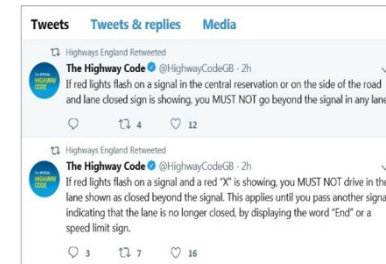 Tweets Tweets & replies Media
Highways England Retweeted
The Highway Code @HighwayCodeGB · 2h
If red lights flash on a signal in the central reservation or on the side of the road
and lane closed sign is showing, you MUST NOT go beyond the signal in any lane
4 12
Highways England Retweeted
The Highway Code @HighwayCodeGB · 2h
If red lights flash on a signal and a red "X" is showing, you MUST NOT drive in the
lane shown as closed beyond the signal. This applies until you pass another signa
indicating that the lane is no longer closed, by displaying the word "End" or a
speed limit sign.
3 7 16